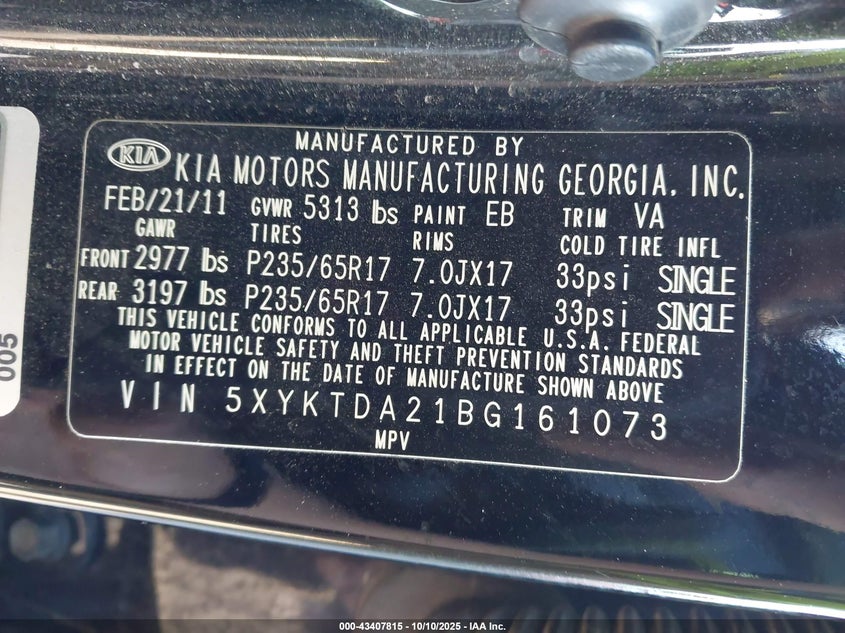 MANUFACTURED BY
KIA KIA MOTORS MANUFACTURING GEORGIA, INC.
FEB/21/11 GVWR 5313 lbs PAINT EB TRIM VA
GAWR TIRES RIMS COLD TIRE INFL
FRONT 2977 lbs P235/65R17 7.0JX17 33psi SINGLE
REAR 3197 lbs P235/65R17 7.0JX17 33psi SINGLE
THIS VEHICLE CONFORMS TO ALL APPLICABLE U.S.A. FEDERAL
MOTOR VEHICLE SAFETY AND THEFT PREVENTION STANDARDS
IN EFFECT ON THE DATE OF MANUFACTURE SHOWN ABOVE
VIN 5XYKTDA21BG161073
MPV
005
000-43407815 - 10/10/2025 - IAA Inc.